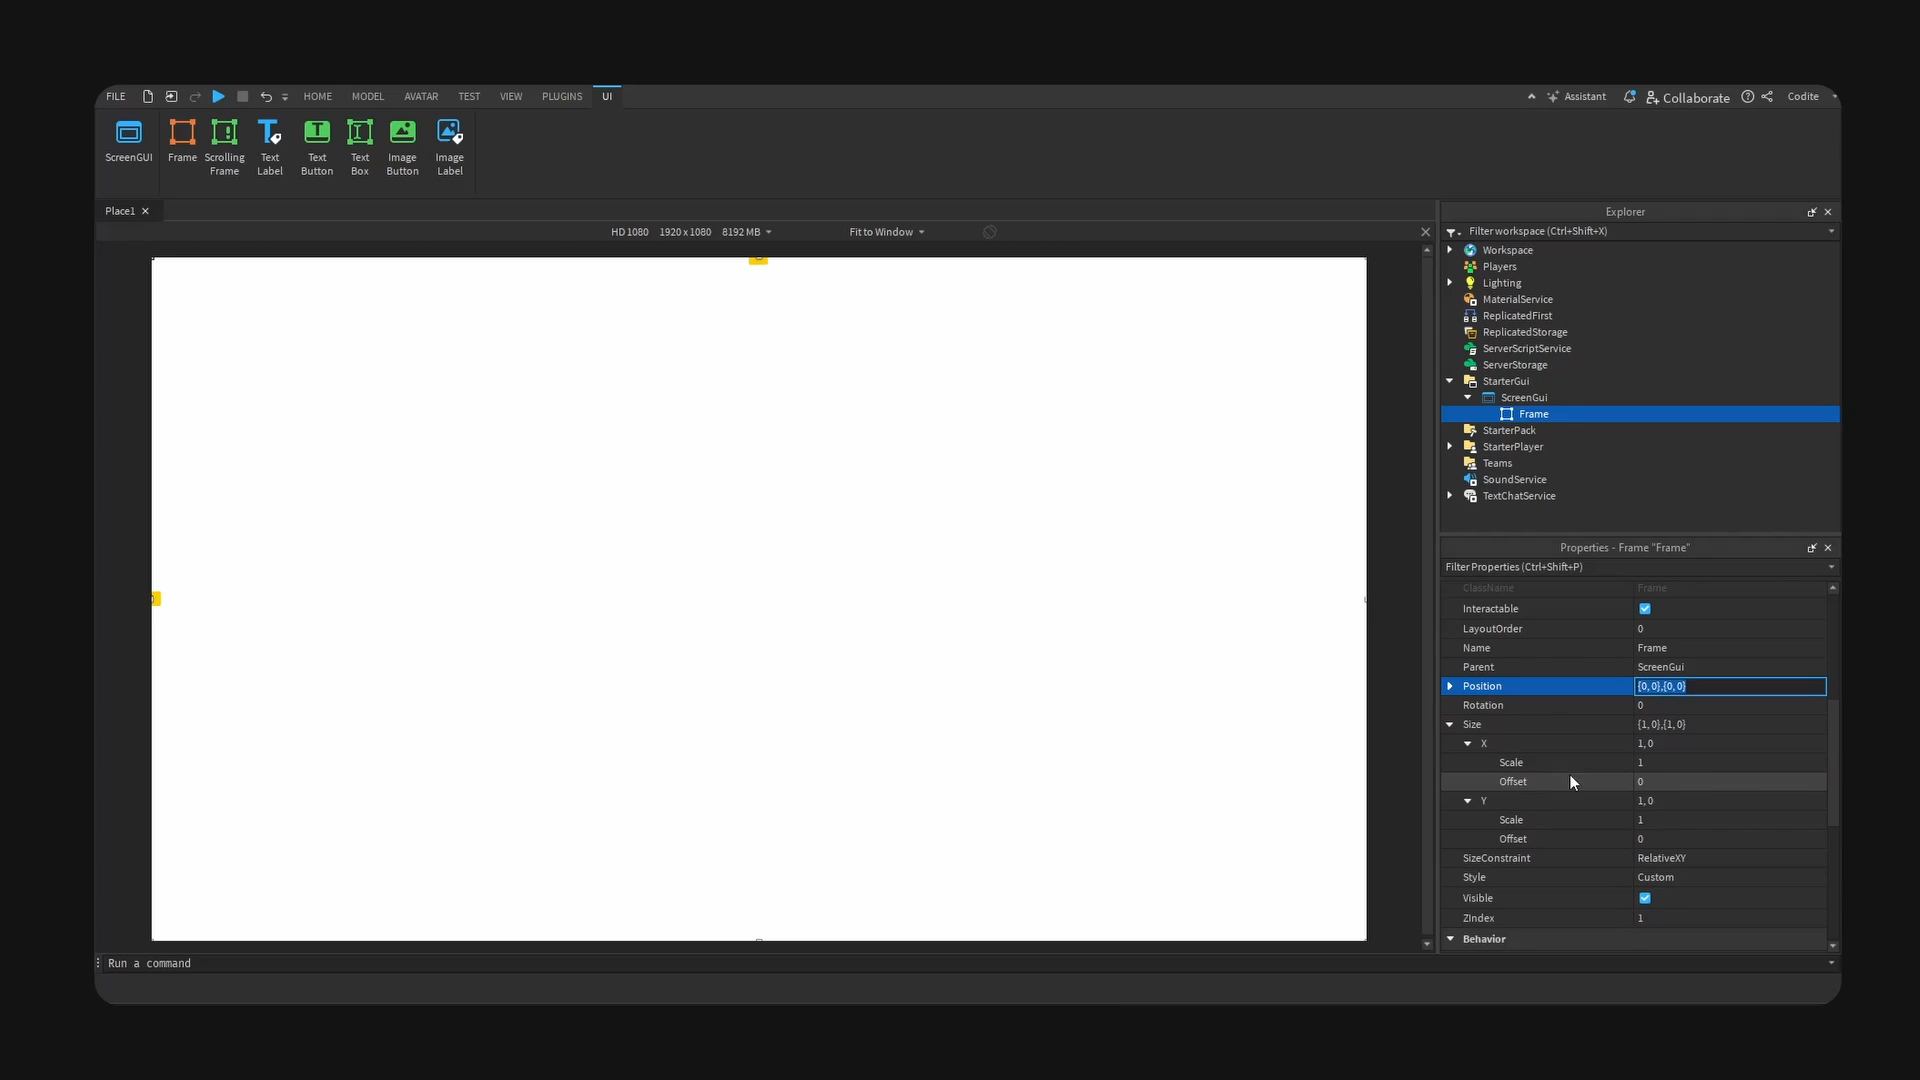 FILE
HOME
MODEL
AVATAR
TEST
VIEW
PLUGINS
UI
Assistant
Collaborate
Codite
ScreenGUI
Frame
Scrolling
Frame
Text
Label
Text
Button
Text
Box
Image
Button
Image
Label
Place1
HD 1080 1920 x 1080 8192 MB
Fit to Window
Explorer
Filter workspace (Ctrl+Shift+X)
Workspace
Players
Lighting
MaterialService
ReplicatedFirst
ReplicatedStorage
ServerScriptService
ServerStorage
StarterGui
ScreenGui
Frame
StarterPack
StarterPlayer
Teams
SoundService
TextChatService
Properties - Frame "Frame"
Filter Properties (Ctrl+Shift+P)
ClassName Frame
Interactable
LayoutOrder 0
Name Frame
Parent ScreenGui
Position {0, 0},{0, 0}
Rotation 0
Size {1, 0},{1, 0}
X 1, 0
Scale 1
Offset 0
Y 1, 0
Scale 1
Offset 0
SizeConstraint RelativeXY
Style Custom
Visible
ZIndex 1
Behavior
Run a command